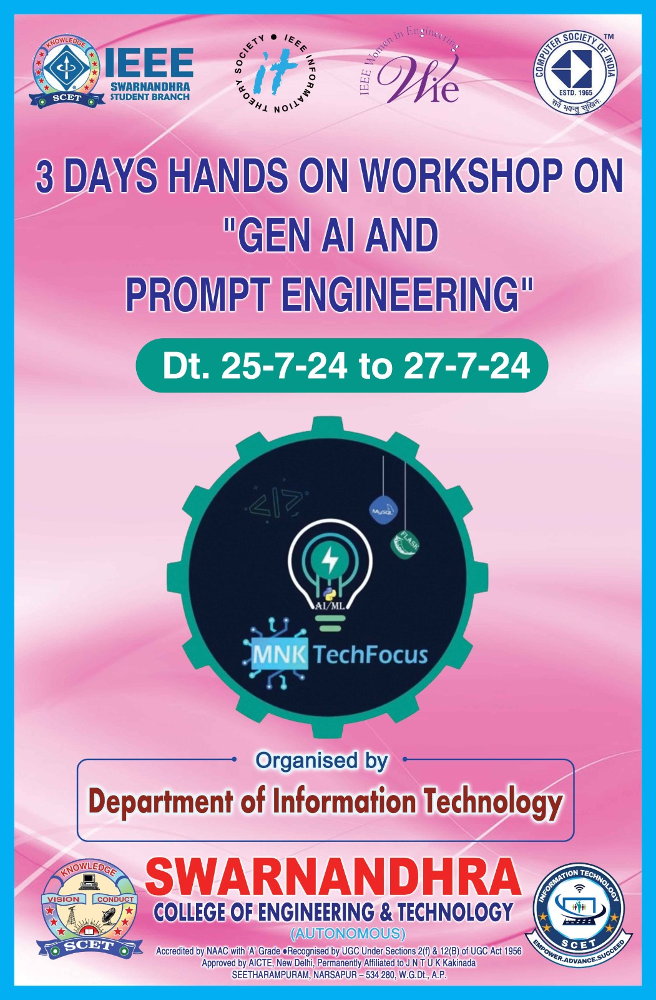 KNOWLEDGE
SCET
IEEE
SWARNANDHRA
STUDENT BRANCH
IEEE INFORMATION THEORY SOCIETY
it
IEEE Women in Engineering
Wie
COMPUTER SOCIETY OF INDIA
TM
ESTD. 1965
सर्वे भवन्तु सुखिनः
3 DAYS HANDS ON WORKSHOP ON
"GEN AI AND
PROMPT ENGINEERING"
Dt. 25-7-24 to 27-7-24
</>
MySQL
FLASK
AI/ML
MNK TechFocus
Organised by
Department of Information Technology
KNOWLEDGE
VISION CONDUCT
SCET
SWARNANDHRA
COLLEGE OF ENGINEERING & TECHNOLOGY
(AUTONOMOUS)
Accredited by NAAC with 'A' Grade ●Recognised by UGC Under Sections 2(f) & 12(B) of UGC Act 1956
Approved by AICTE, New Delhi, Permanently Affiliated to J N T U K Kakinada
SEETHARAMPURAM, NARSAPUR – 534 280, W.G.Dt., A.P.
INFORMATION TECHNOLOGY
SCET
EMPOWER.ADVANCE.SUCCEED